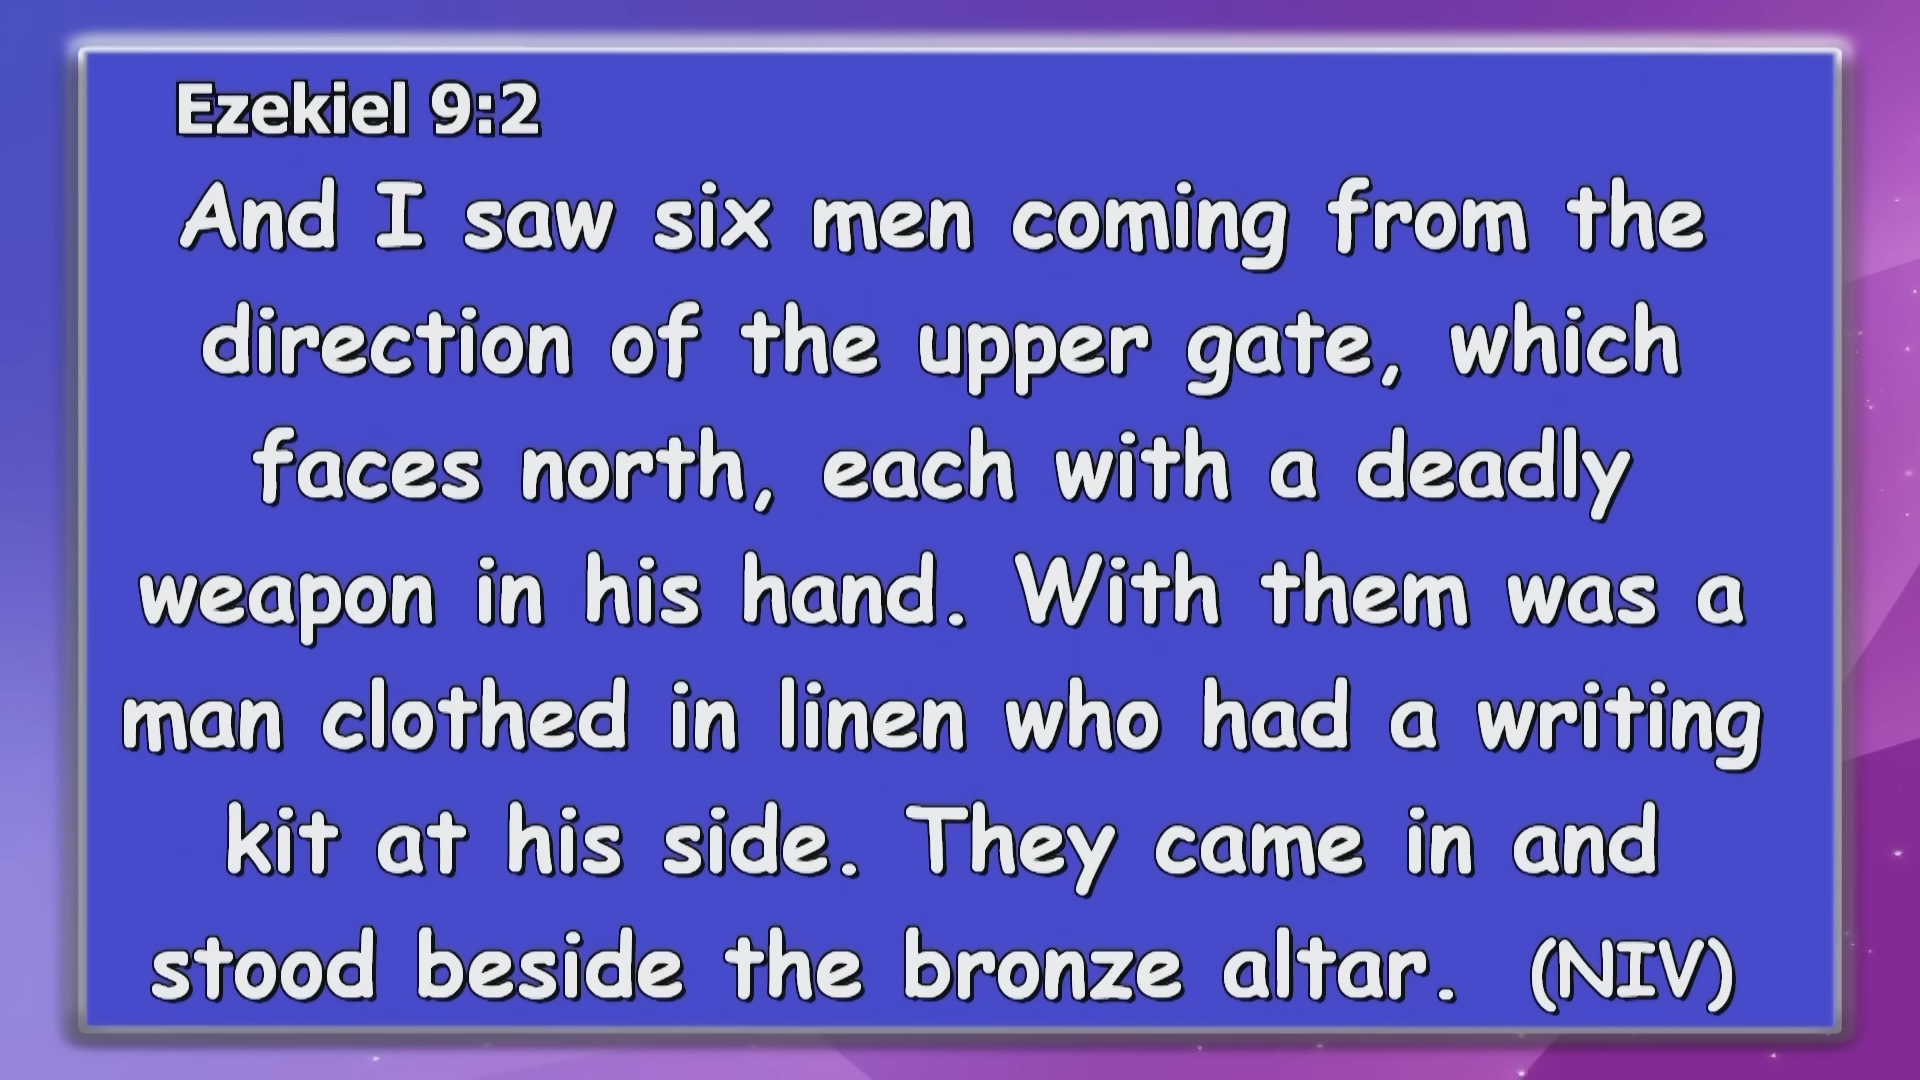 Ezekiel 9:2
And I saw six men coming from the
direction of the upper gate, which
faces north, each with a deadly
weapon in his hand. With them was a
man clothed in linen who had a writing
kit at his side. They came in and
stood beside the bronze altar. (NIV)